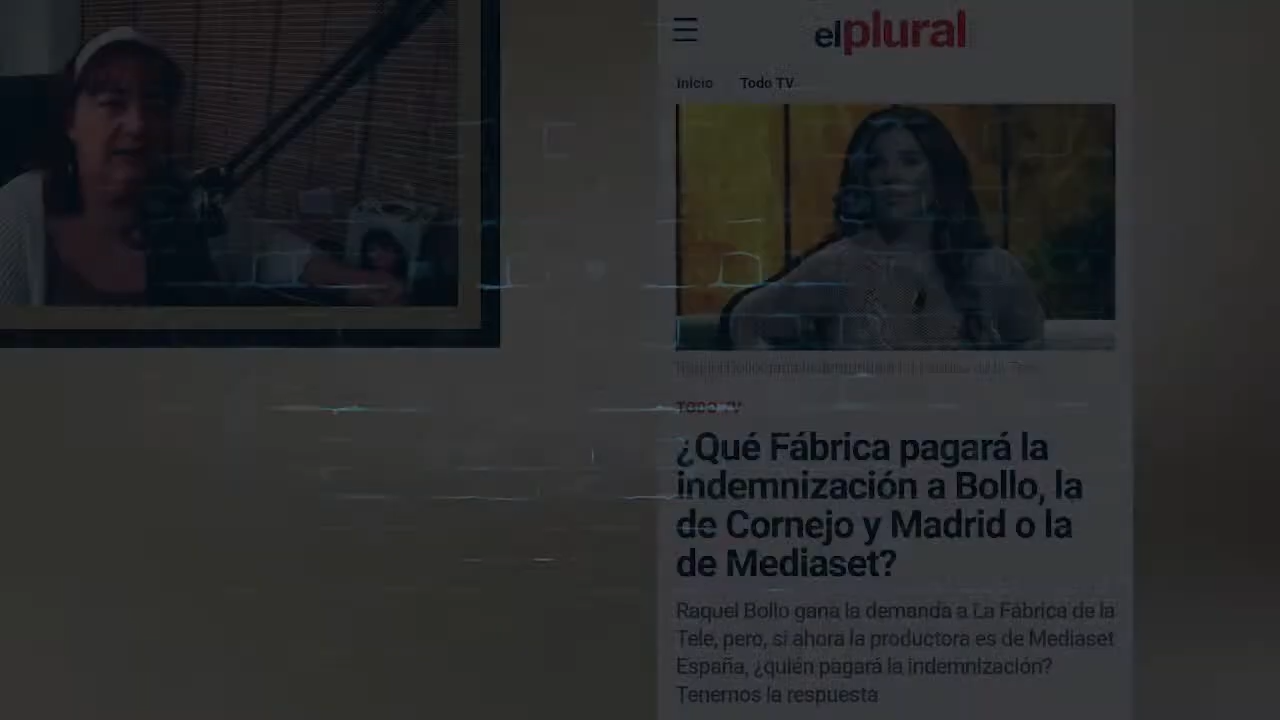 elplural
Inicio Todo TV
TODO TV
¿Qué Fábrica pagará la
indemnización a Bollo, la
de Cornejo y Madrid o la
de Mediaset?
Raquel Bollo gana la demanda a La Fábrica de la
Tele, pero, si ahora la productora es de Mediaset
España, ¿quién pagará la indemnización?
Tenemos la respuesta